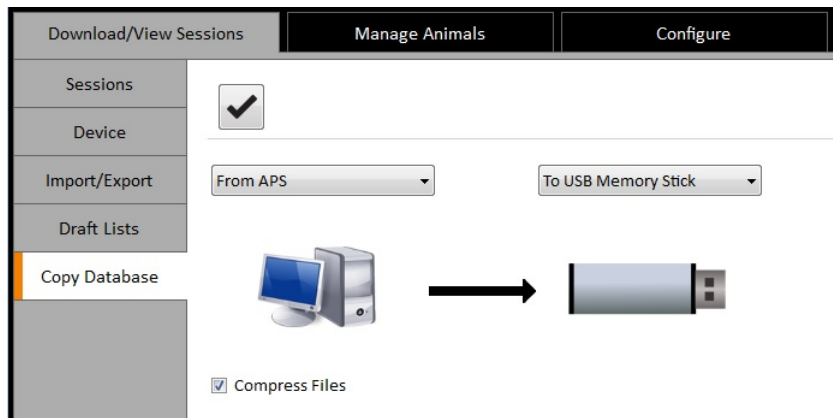 Download/View Sessions
Manage Animals
Configure
Sessions
Device
Import/Export
Draft Lists
Copy Database
From APS
To USB Memory Stick
Compress Files